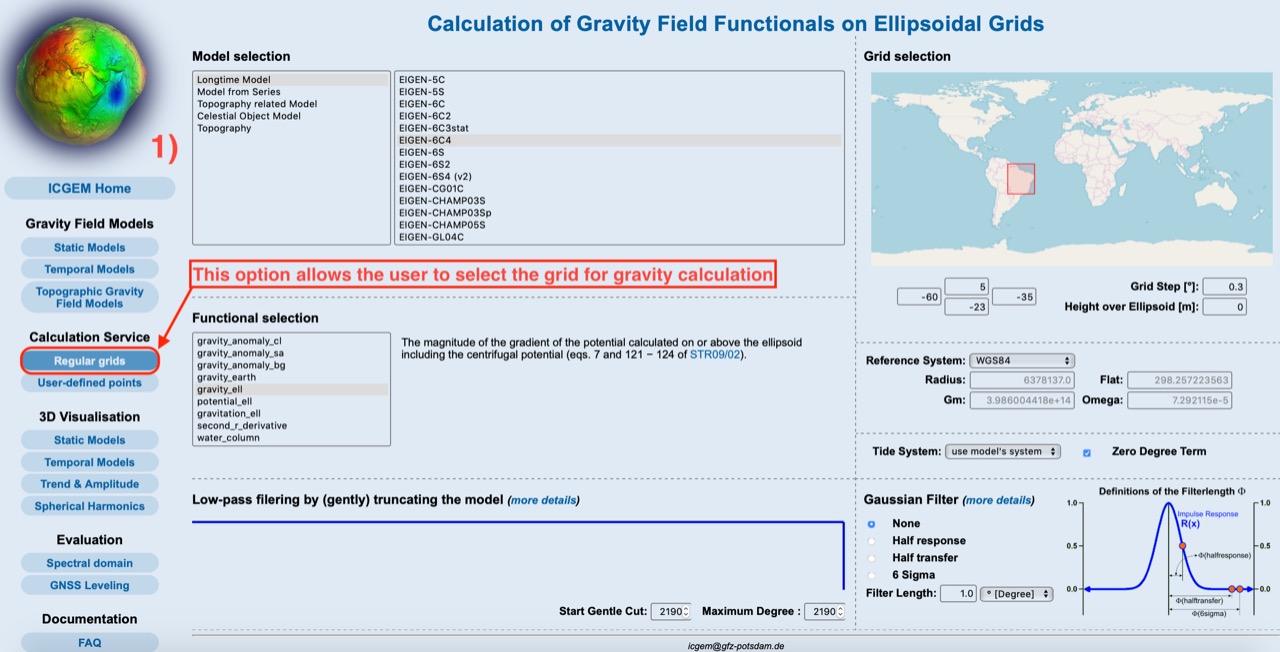 Calculation of Gravity Field Functionals on Ellipsoidal Grids
1)
ICGEM Home
Gravity Field Models
Static Models
Temporal Models
Topographic Gravity
Field Models
Calculation Service
Regular grids
User-defined points
3D Visualisation
Static Models
Temporal Models
Trend & Amplitude
Spherical Harmonics
Evaluation
Spectral domain
GNSS Leveling
Documentation
FAQ
Model selection
Longtime Model
Model from Series
Topography related Model
Celestial Object Model
Topography
EIGEN-5C
EIGEN-5S
EIGEN-6C
EIGEN-6C2
EIGEN-6C3stat
EIGEN-6C4
EIGEN-6S
EIGEN-6S2
EIGEN-6S4 (v2)
EIGEN-CG01C
EIGEN-CHAMP03S
EIGEN-CHAMP03Sp
EIGEN-CHAMP05S
EIGEN-GL04C
This option allows the user to select the grid for gravity calculation
Functional selection
gravity_anomaly_cl
gravity_anomaly_sa
gravity_anomaly_bg
gravity_earth
gravity_ell
potential_ell
gravitation_ell
second_r_derivative
water_column
The magnitude of the gradient of the potential calculated on or above the ellipsoid
including the centrifugal potential (eqs. 7 and 121 − 124 of STR09/02).
Low-pass filering by (gently) truncating the model (more details)
Start Gentle Cut: 2190 Maximum Degree : 2190
Grid selection
5
-60 -35
-23
Grid Step [°]: 0.3
Height over Ellipsoid [m]: 0
Reference System: WGS84
Radius: 6378137.0 Flat: 298.257223563
Gm: 3.986004418e+14 Omega: 7.292115e-5
Tide System: use model's system Zero Degree Term
Gaussian Filter (more details)
None
Half response
Half transfer
6 Sigma
Filter Length: 1.0 ° [Degree]
Definitions of the Filterlength Φ
1.0 1.0
Impulse Response
R(x)
0.5 0.5
Φ(halfresponse)
0.0 0.0
Φ(halftransfer)
Φ(6sigma)
icgem@gfz-potsdam.de